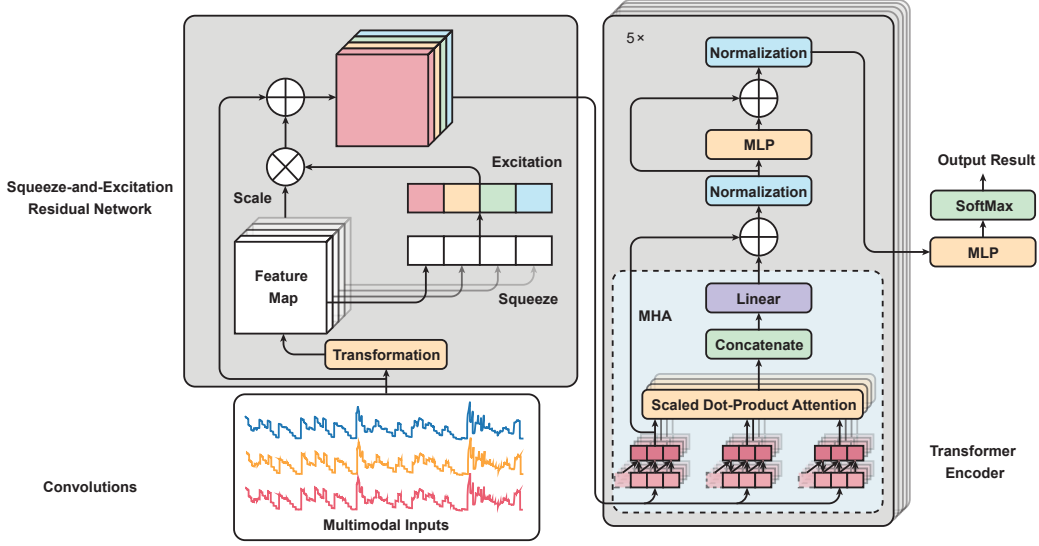 5×
Normalization
MLP
Normalization
Excitation
Scale
Squeeze-and-Excitation
Residual Network
Feature
Map
Squeeze
Transformation
Output Result
SoftMax
MLP
Linear
MHA
Concatenate
Scaled Dot-Product Attention
Transformer
Encoder
Convolutions
Multimodal Inputs